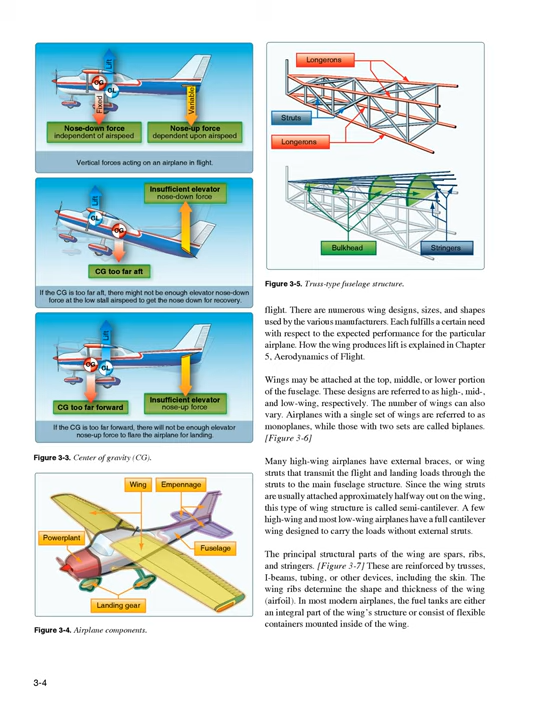 Lift
CG
CL
Fixed
Variable
Nose-down force
independent of airspeed
Nose-up force
dependent upon airspeed
Vertical forces acting on an airplane in flight.
Insufficient elevator
nose-down force
Lift
CL
CG
CG too far aft
If the CG is too far aft, there might not be enough elevator nose-down
force at the low stall airspeed to get the nose down for recovery.
Lift
CG
CL
CG too far forward
Insufficient elevator
nose-up force
If the CG is too far forward, there will not be enough elevator
nose-up force to flare the airplane for landing.
Figure 3-3. Center of gravity (CG).
Wing
Empennage
Powerplant
Fuselage
Landing gear
Figure 3-4. Airplane components.
Longerons
Struts
Longerons
Bulkhead
Stringers
Figure 3-5. Truss-type fuselage structure.
flight. There are numerous wing designs, sizes, and shapes
used by the various manufacturers. Each fulfills a certain need
with respect to the expected performance for the particular
airplane. How the wing produces lift is explained in Chapter
5, Aerodynamics of Flight.
Wings may be attached at the top, middle, or lower portion
of the fuselage. These designs are referred to as high-, mid-,
and low-wing, respectively. The number of wings can also
vary. Airplanes with a single set of wings are referred to as
monoplanes, while those with two sets are called biplanes.
[Figure 3-6]
Many high-wing airplanes have external braces, or wing
struts that transmit the flight and landing loads through the
struts to the main fuselage structure. Since the wing struts
are usually attached approximately halfway out on the wing,
this type of wing structure is called semi-cantilever. A few
high-wing and most low-wing airplanes have a full cantilever
wing designed to carry the loads without external struts.
The principal structural parts of the wing are spars, ribs,
and stringers. [Figure 3-7] These are reinforced by trusses,
I-beams, tubing, or other devices, including the skin. The
wing ribs determine the shape and thickness of the wing
(airfoil). In most modern airplanes, the fuel tanks are either
an integral part of the wing’s structure or consist of flexible
containers mounted inside of the wing.
3-4